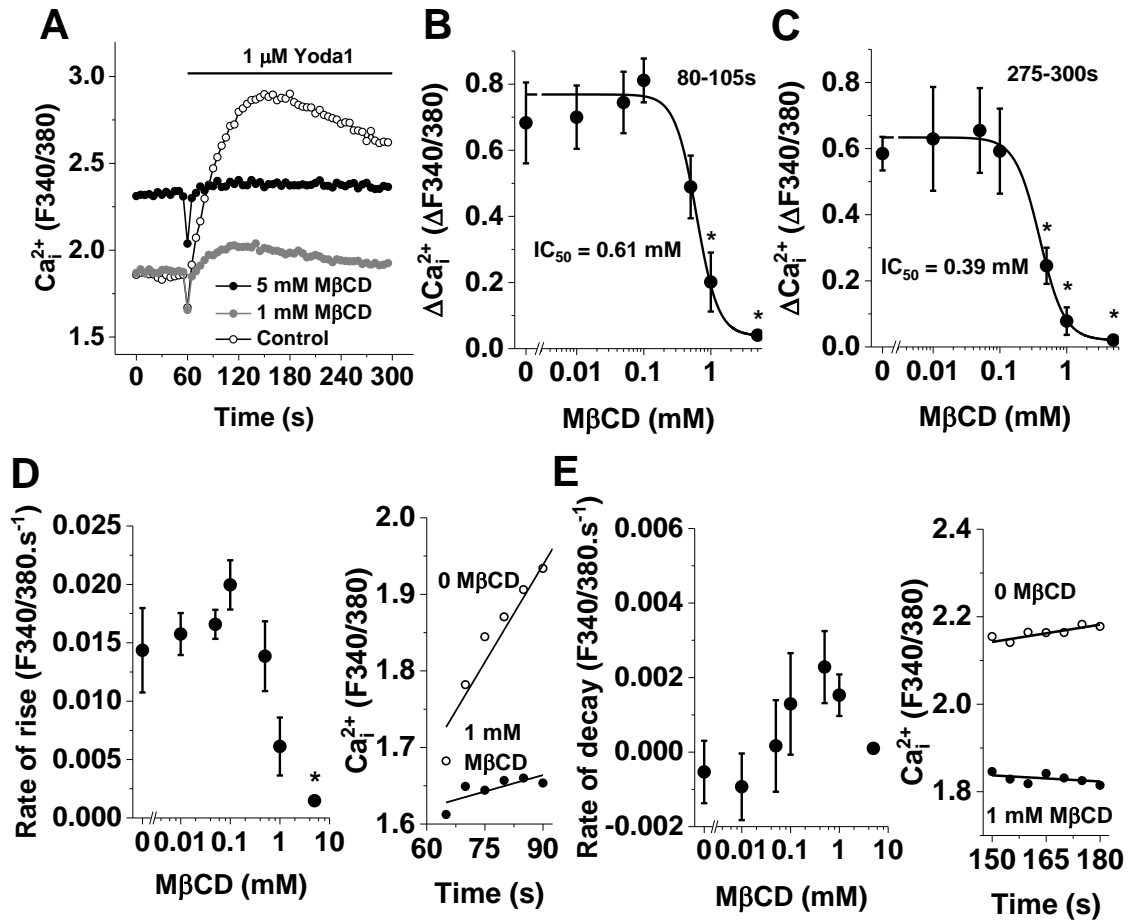 A
1 μM Yoda1
Ca²⁺ᵢ (F340/380)
3.0
2.5
2.0
1.5
5 mM MβCD
1 mM MβCD
Control
0 60 120 180 240 300
Time (s)
B
80-105s
ΔCa²⁺ᵢ (ΔF340/380)
0.8
0.6
0.4
0.2
0.0
*
*
IC₅₀ = 0.61 mM
0 0.01 0.1 1
MβCD (mM)
C
275-300s
ΔCa²⁺ᵢ (ΔF340/380)
0.8
0.6
0.4
0.2
0.0
*
*
*
IC₅₀ = 0.39 mM
0 0.01 0.1 1
MβCD (mM)
D
Rate of rise (F340/380.s⁻¹)
0.025
0.020
0.015
0.010
0.005
0.000
*
0 0.01 0.1 1 10
MβCD (mM)
Ca²⁺ᵢ (F340/380)
2.0
1.9
1.8
1.7
1.6
0 MβCD
1 mM
MβCD
60 75 90
Time (s)
E
Rate of decay (F340/380.s⁻¹)
0.006
0.004
0.002
0.000
-0.002
0 0.01 0.1 1 10
MβCD (mM)
Ca²⁺ᵢ (F340/380)
2.4
2.2
2.0
1.8
0 MβCD
1 mM MβCD
150 165 180
Time (s)